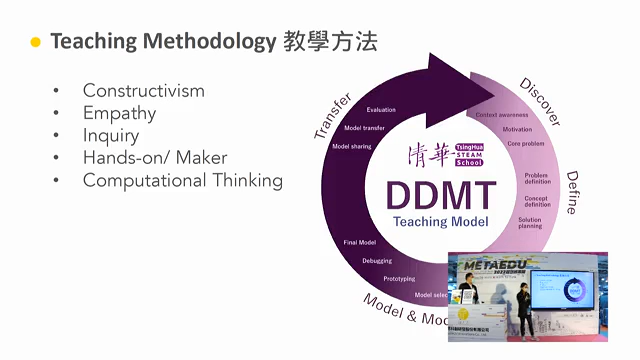 Teaching Methodology 教學方法
• Constructivism
• Empathy
• Inquiry
• Hands-on/ Maker
• Computational Thinking
Transfer
Evaluation
Model transfer
Model sharing
Discover
Context awareness
Motivation
Core problem
清華
TsingHua
STEAM
School
DDMT
Teaching Model
Define
Problem
definition
Concept
definition
Solution
planning
Final Model
Debugging
Prototyping
Model
Model &
METAEDU